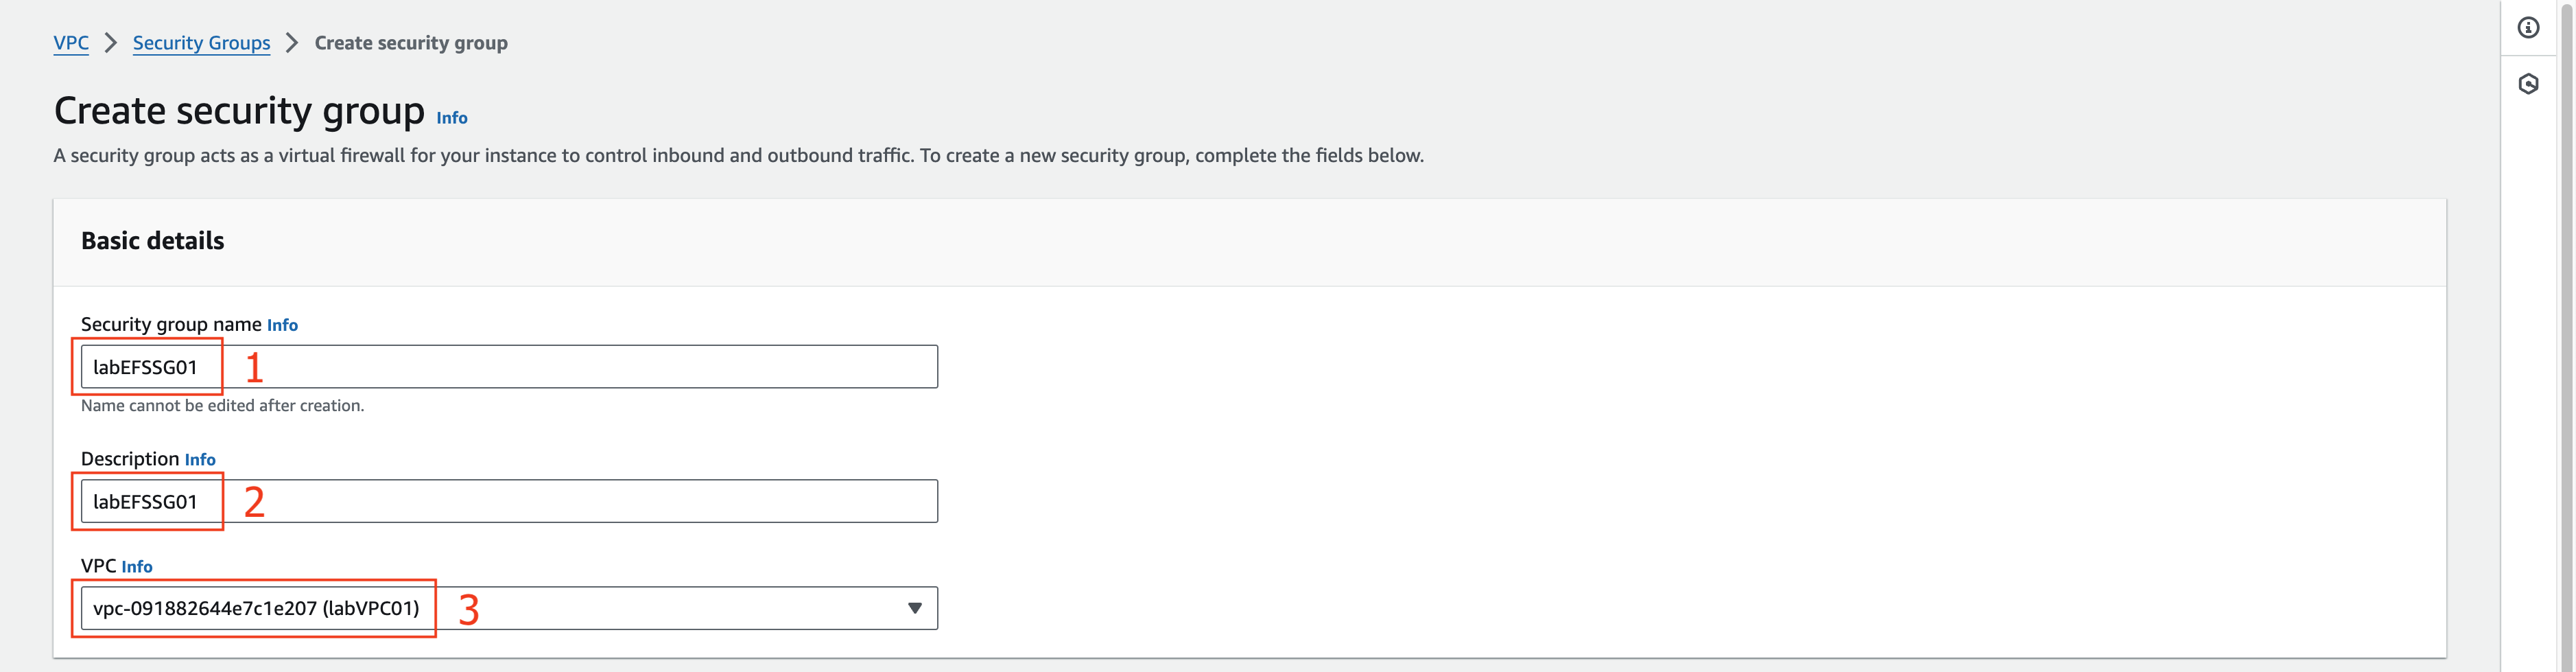 VPC > Security Groups > Create security group
Create security group Info
A security group acts as a virtual firewall for your instance to control inbound and outbound traffic. To create a new security group, complete the fields below.
Basic details
Security group name Info
labEFSSG01 1
Name cannot be edited after creation.
Description Info
labEFSSG01 2
VPC Info
vpc-091882644e7c1e207 (labVPC01) 3